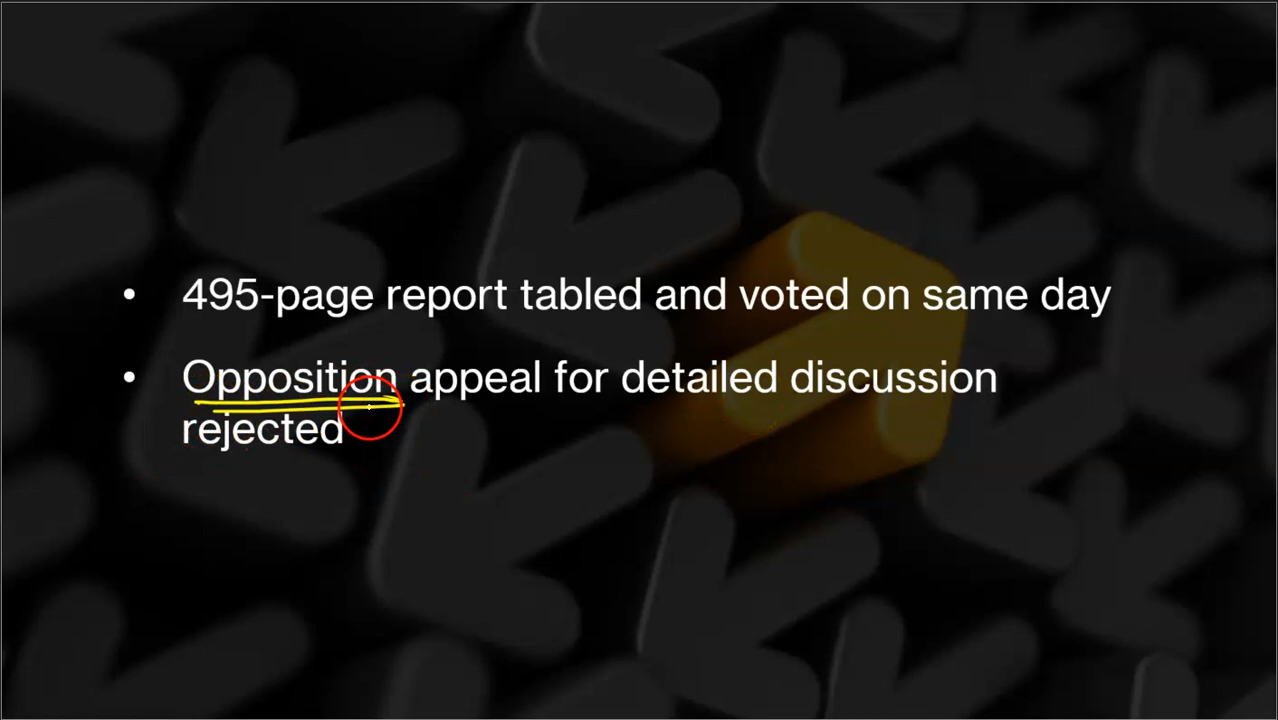 • 495-page report tabled and voted on same day
• Opposition appeal for detailed discussion
rejected